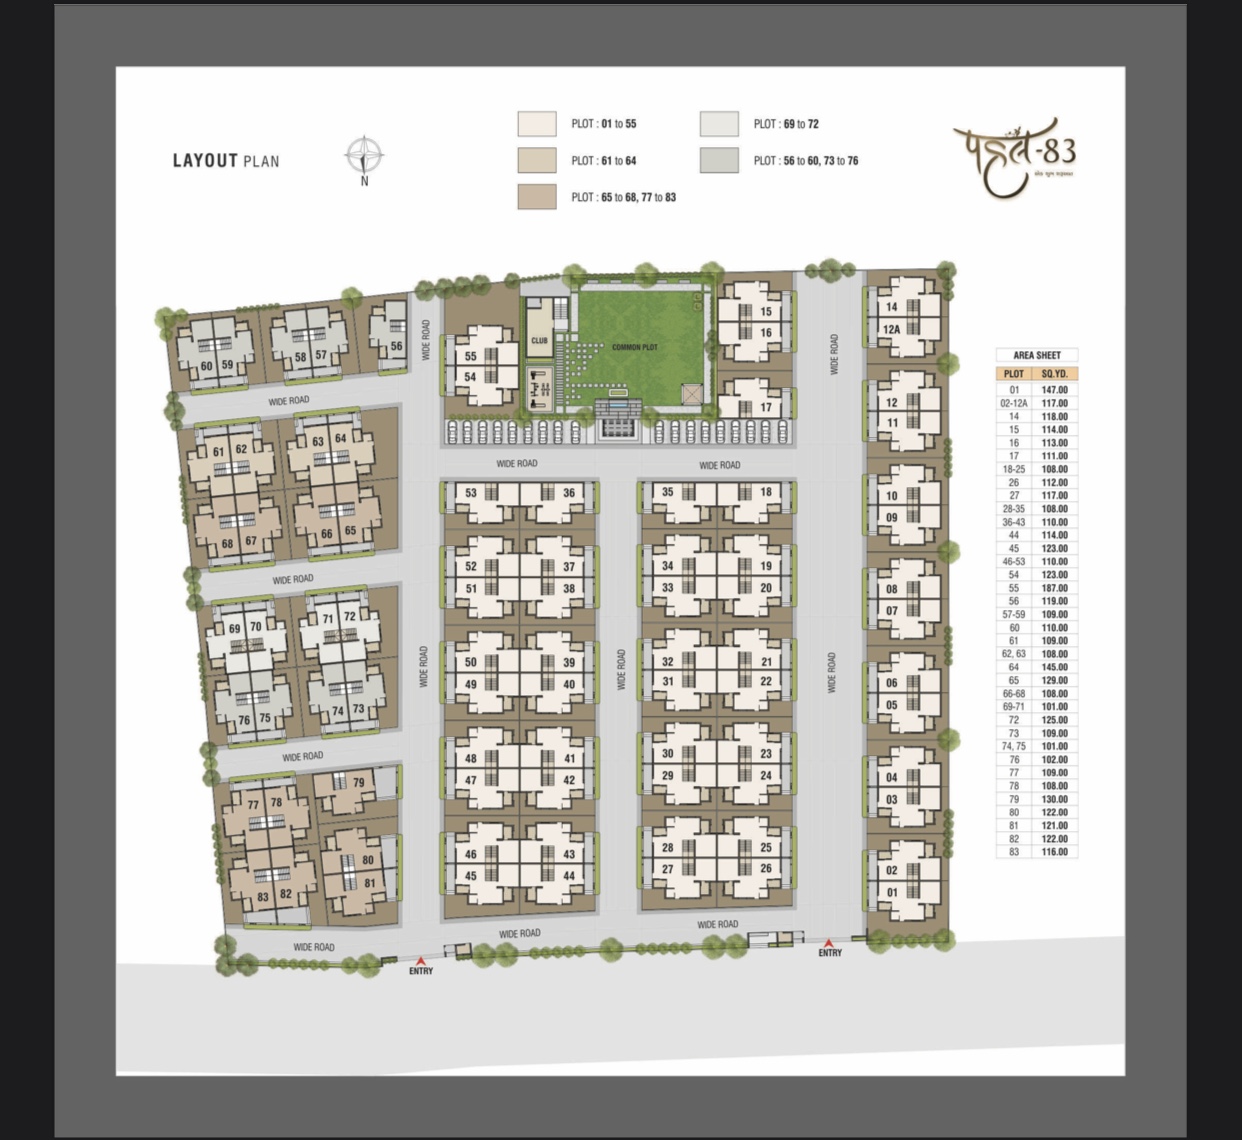 LAYOUT PLAN
N
PLOT : 01 to 55
PLOT : 61 to 64
PLOT : 65 to 68, 77 to 83
PLOT : 69 to 72
PLOT : 56 to 60, 73 to 76
पहल-83
AREA SHEET
PLOT SQ.YD.
01 147.00
02-12A 117.00
14 118.00
15 114.00
16 113.00
17 111.00
18-25 108.00
26 112.00
27 117.00
28-35 108.00
36-43 110.00
44 114.00
45 123.00
46-53 110.00
54 123.00
55 187.00
56 119.00
57-59 109.00
60 110.00
61 109.00
62, 63 108.00
64 145.00
65 129.00
66-68 108.00
69-71 101.00
72 125.00
73 109.00
74, 75 101.00
76 102.00
77 109.00
78 108.00
79 130.00
80 122.00
81 121.00
82 122.00
83 116.00
60 59 58 57 56
WIDE ROAD
61 62 63 64
68 67 66 65
WIDE ROAD
69 70 71 72
76 75 74 73
WIDE ROAD
77 78 79
80
83 82 81
WIDE ROAD
WIDE ROAD
WIDE ROAD
55
54
CLUB
COMMON PLOT
15
16
17
WIDE ROAD
WIDE ROAD
53 36
52 37
51 38
50 39
49 40
48 41
47 42
46 43
45 44
WIDE ROAD
WIDE ROAD
35 18
34 19
33 20
32 21
31 22
30 23
29 24
28 25
27 26
WIDE ROAD
WIDE ROAD
WIDE ROAD
14
12A
12
11
10
09
08
07
06
05
04
03
02
01
ENTRY
ENTRY